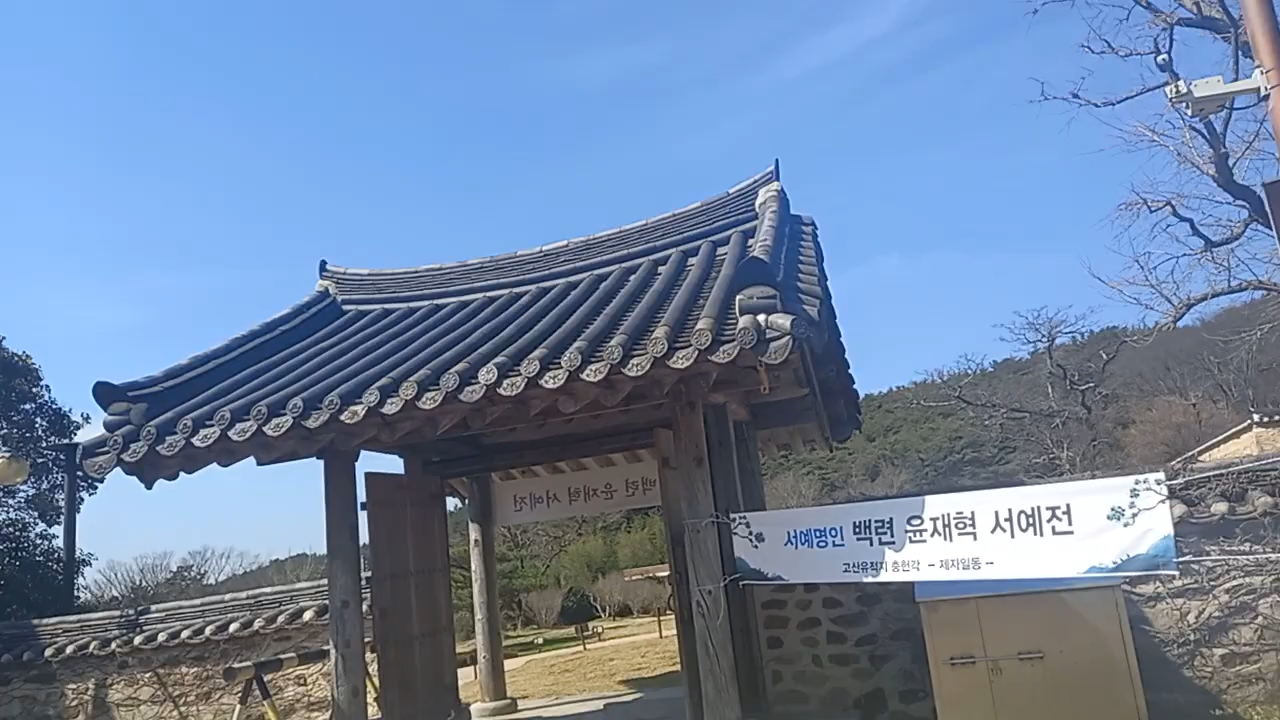 백련 윤재혁 서예전
서예명인 백련 윤재혁 서예전
고산유적지 충헌각 - 제자일동 -